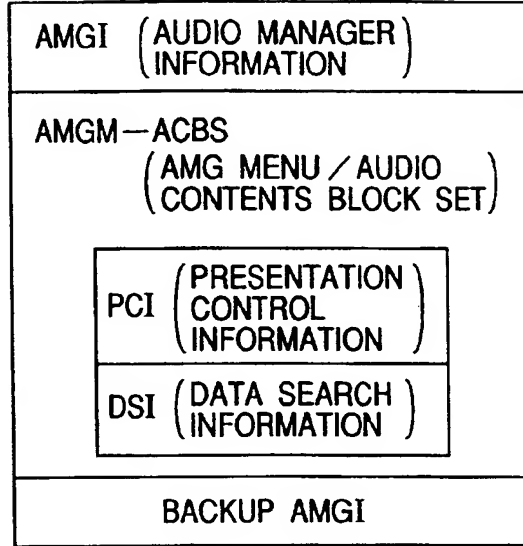 AMGI (AUDIO MANAGER
INFORMATION)
AMGM—ACBS
(AMG MENU／AUDIO
CONTENTS BLOCK SET)
PCI (PRESENTATION
CONTROL
INFORMATION)
DSI (DATA SEARCH
INFORMATION)
BACKUP AMGI